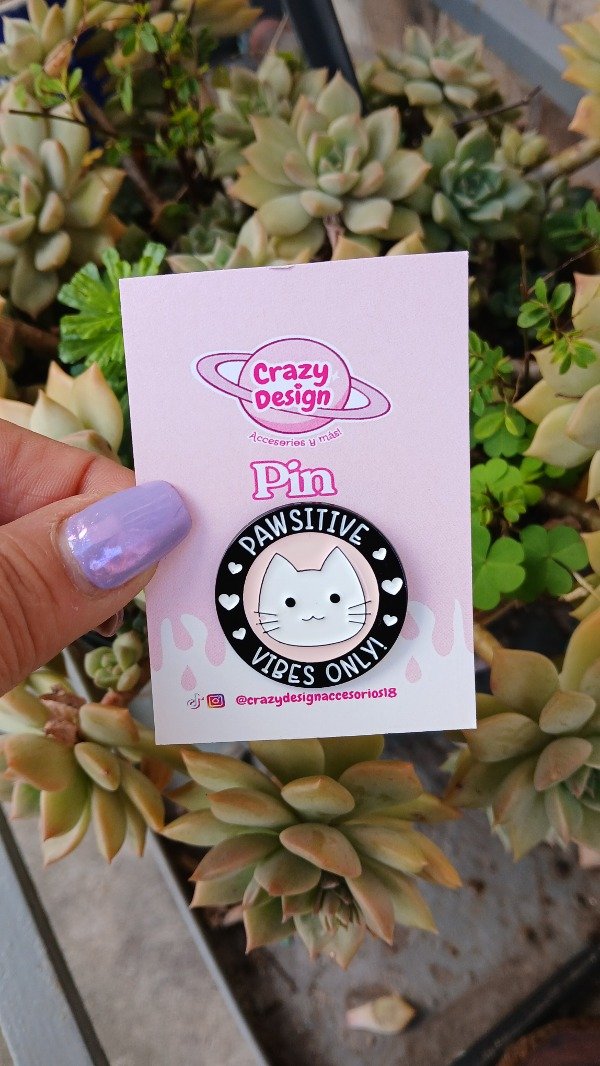 Crazy
Design
Accesorios y más!
Pin
PAWSITIVE
VIBES ONLY!
@crazydesignaccesorios18